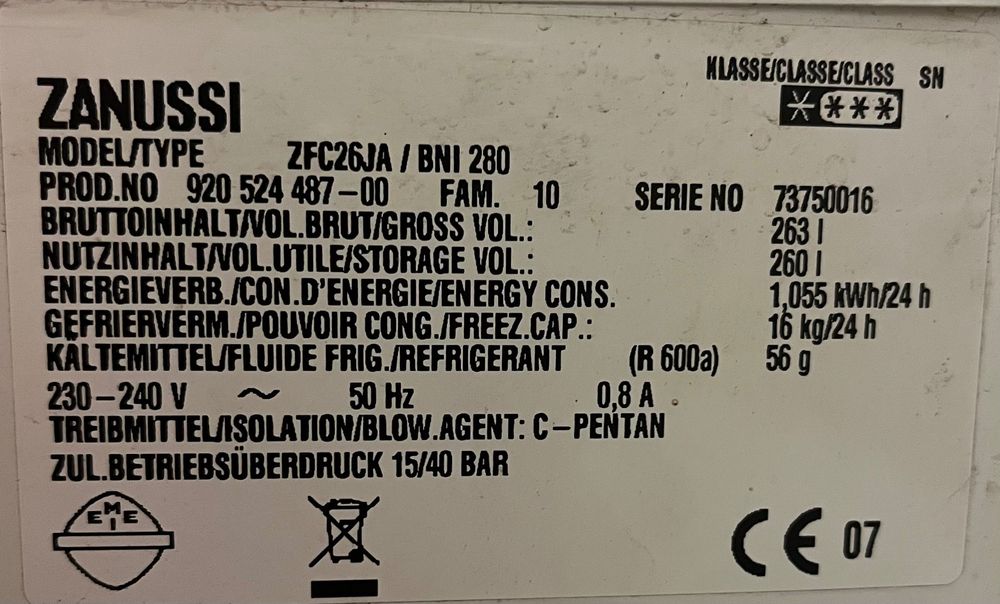 KLASSE/CLASSE/CLASS SN
ZANUSSI
MODEL/TYPE ZFC26JA / BNI 280
PROD.NO 920 524 487-00 FAM. 10 SERIE NO 73750016
BRUTTOINHALT/VOL.BRUT/GROSS VOL.: 263 l
NUTZINHALT/VOL.UTILE/STORAGE VOL.: 260 l
ENERGIEVERB./CON.D'ENERGIE/ENERGY CONS. 1,055 kWh/24 h
GEFRIERVERM./POUVOIR CONG./FREEZ.CAP.: 16 kg/24 h
KÄLTEMITTEL/FLUIDE FRIG./REFRIGERANT (R 600a) 56 g
230-240 V ~ 50 Hz 0,8 A
TREIBMITTEL/ISOLATION/BLOW.AGENT: C-PENTAN
ZUL.BETRIEBSÜBERDRUCK 15/40 BAR
EMEI
CE 07